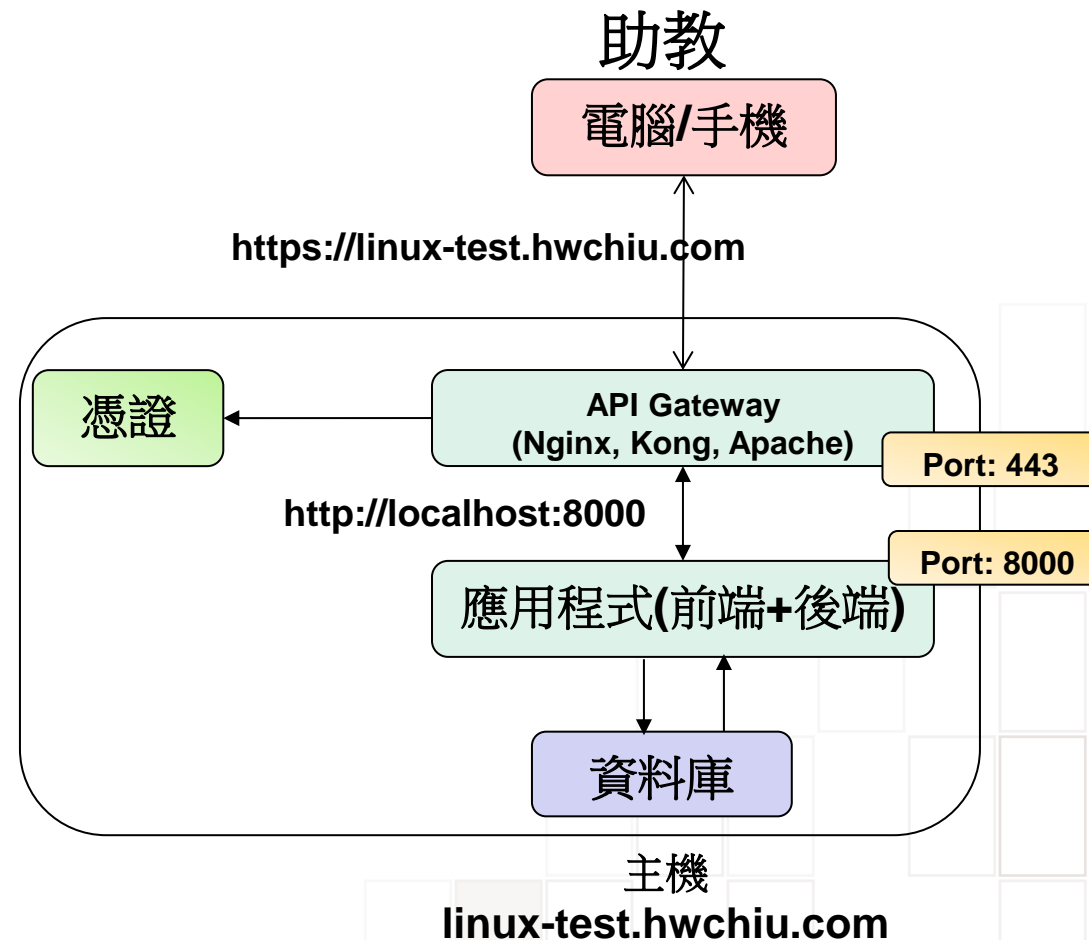 助教
電腦/手機
https://linux-test.hwchiu.com
憑證
API Gateway
(Nginx, Kong, Apache)
Port: 443
http://localhost:8000
Port: 8000
應用程式(前端+後端)
資料庫
主機
linux-test.hwchiu.com